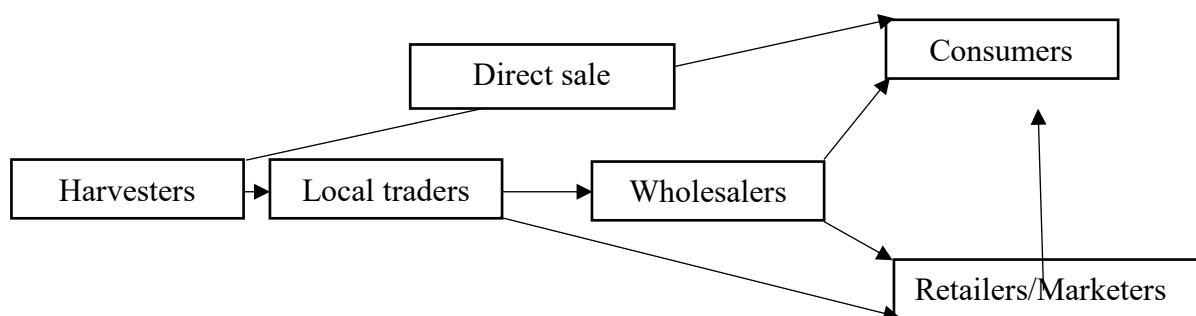 Direct sale
Consumers
Harvesters
Local traders
Wholesalers
Retailers/Marketers